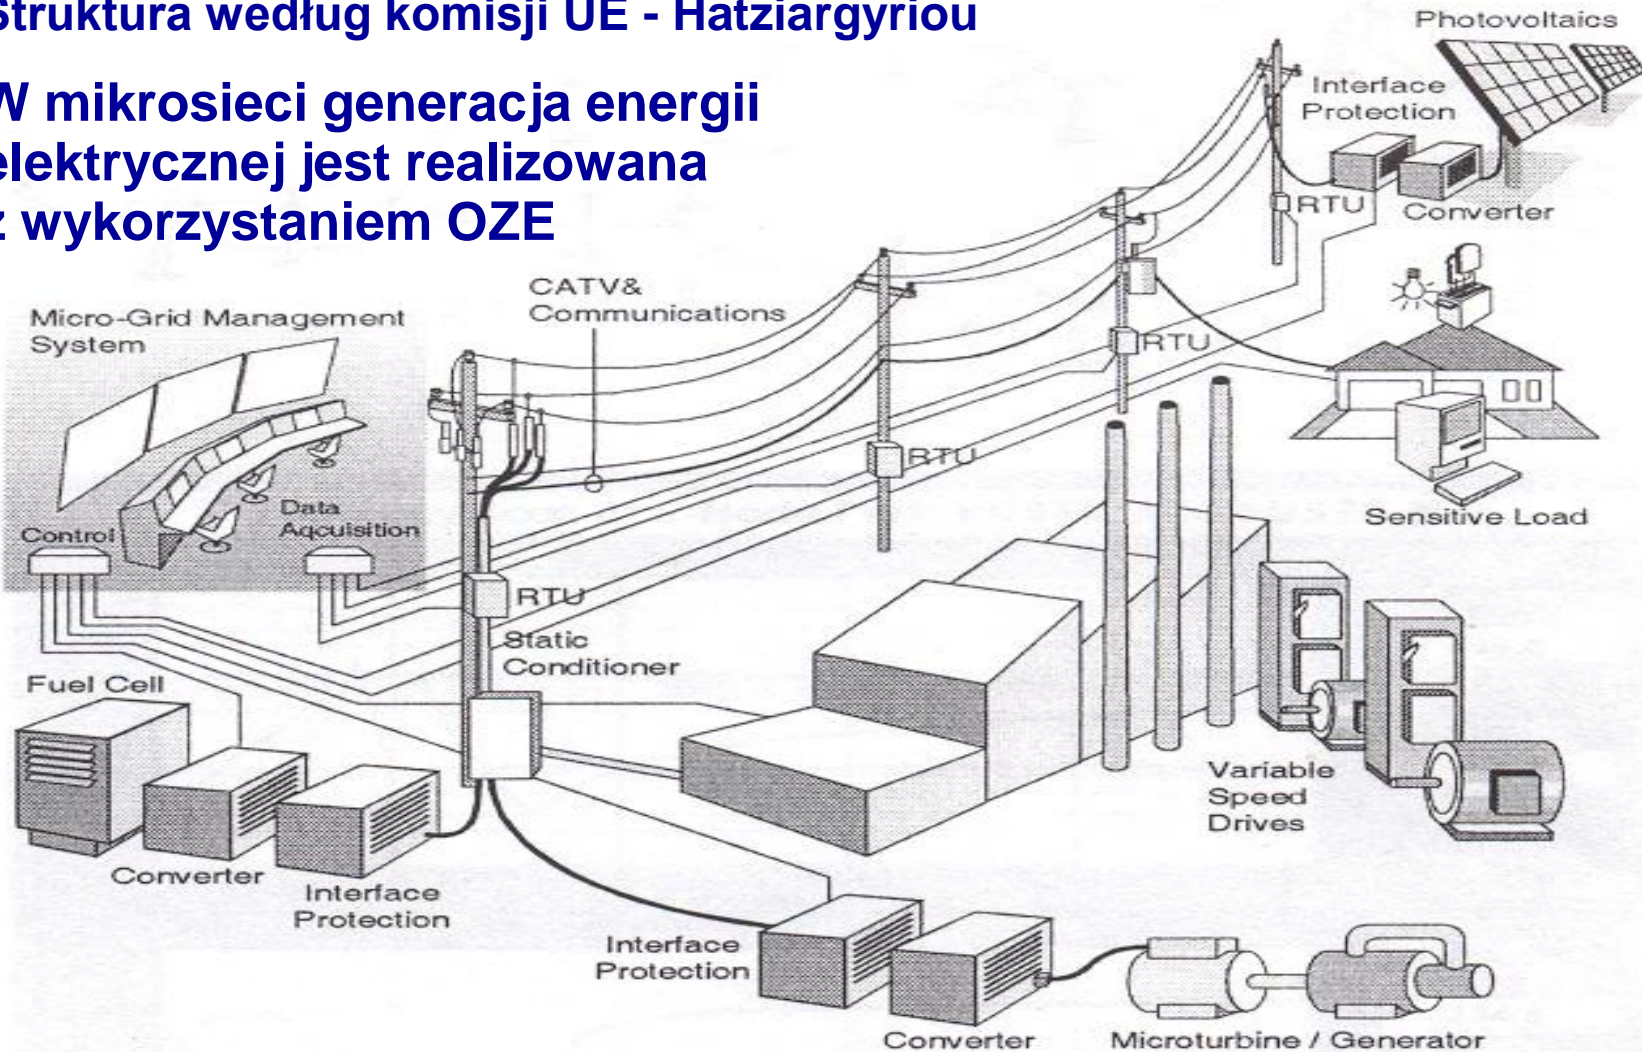 Struktura według komisji UE - Hatziargyriou
W mikrosieci generacja energii
elektrycznej jest realizowana
z wykorzystaniem OZE
Photovoltaics
Interface
Protection
RTU
Converter
CATV&
Communications
Micro-Grid Management
System
RTU
RTU
Sensitive Load
Control
Data
Aqcuisition
RTU
Static
Conditioner
Fuel Cell
Converter
Interface
Protection
Variable
Speed
Drives
Interface
Protection
Converter
Microturbine / Generator